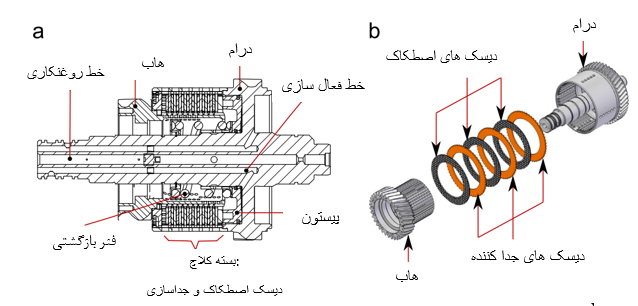 a
درام
هاب
خط روغنکاری
خط فعال سازی
فنر بازگشتی
پیستون
بسته کلاچ:
دیسک اصطکاک و جداسازی
b
درام
دیسک های اصطکاک
دیسک های جدا کننده
هاب